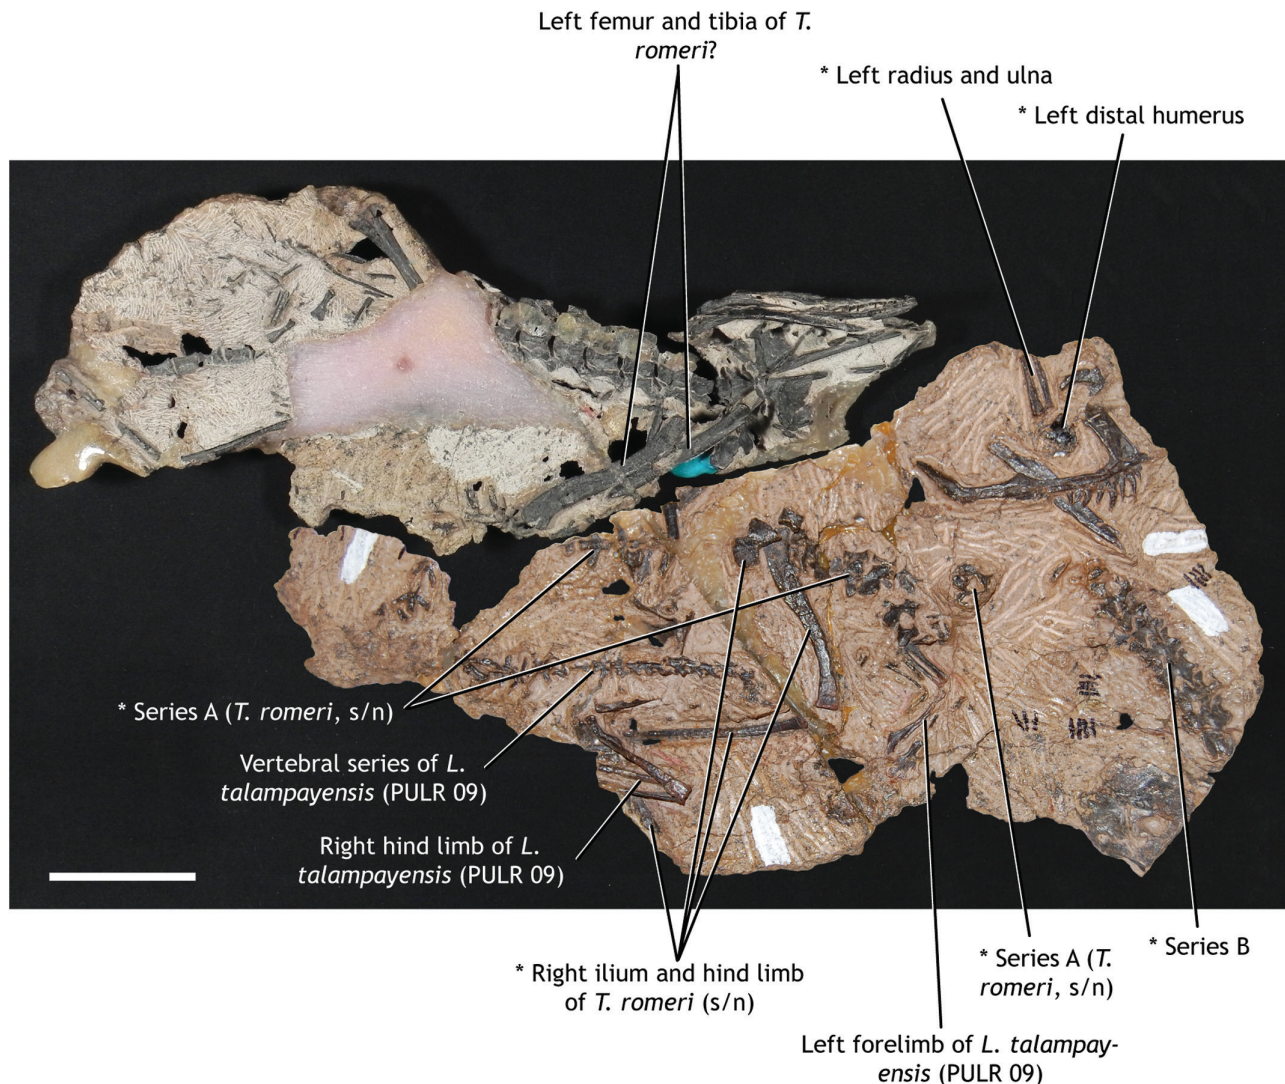 Left femur and tibia of T.
romeri?
* Left radius and ulna
* Left distal humerus
* Series A (T. romeri, s/n)
Vertebral series of L.
talampayensis (PULR 09)
Right hind limb of L.
talampayensis (PULR 09)
* Right ilium and hind limb
of T. romeri (s/n)
* Series A (T.
romeri, s/n)
* Series B
Left forelimb of L. talampay-
ensis (PULR 09)